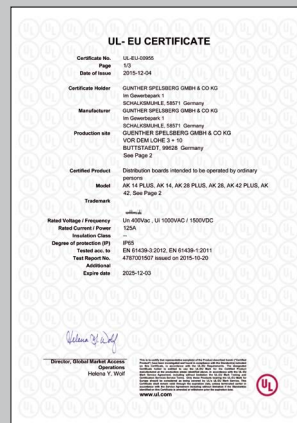 UL- EU CERTIFICATE
Certificate No. UL-EU-00955
Page 1/3
Date of Issue 2015-12-04
Certificate Holder GUNTHER SPELSBERG GMBH & CO KG
Im Gewerbepark 1
SCHALKSMUHLE, 58571 Germany
Manufacturer GUNTHER SPELSBERG GMBH & CO KG
Im Gewerbepark 1
SCHALKSMUHLE, 58571 Germany
Production site GUENTHER SPELSBERG GMBH & CO KG
VOR DEM LOHE 3 + 10
BUTTSTAEDT, 99628 Germany
See Page 2
Certified Product Distribution boards intended to be operated by ordinary
persons
Model AK 14 PLUS, AK 14, AK 28 PLUS, AK 28, AK 42 PLUS, AK
42. See Page 2
Trademark
Rated Voltage / Frequency Un 400Vac , Ui 1000VAC / 1500VDC
Rated Current / Power 125A
Insulation Class --
Degree of protection (IP) IP65
Tested acc. to EN 61439-3:2012, EN 61439-1:2011
Test Report No. 4787001507 issued on 2015-10-20
Additional
Expire date 2025-12-03
Helena Y. Wolf
Director, Global Market Access
Operations
Helena Y. Wolf
www.ul.com
UL